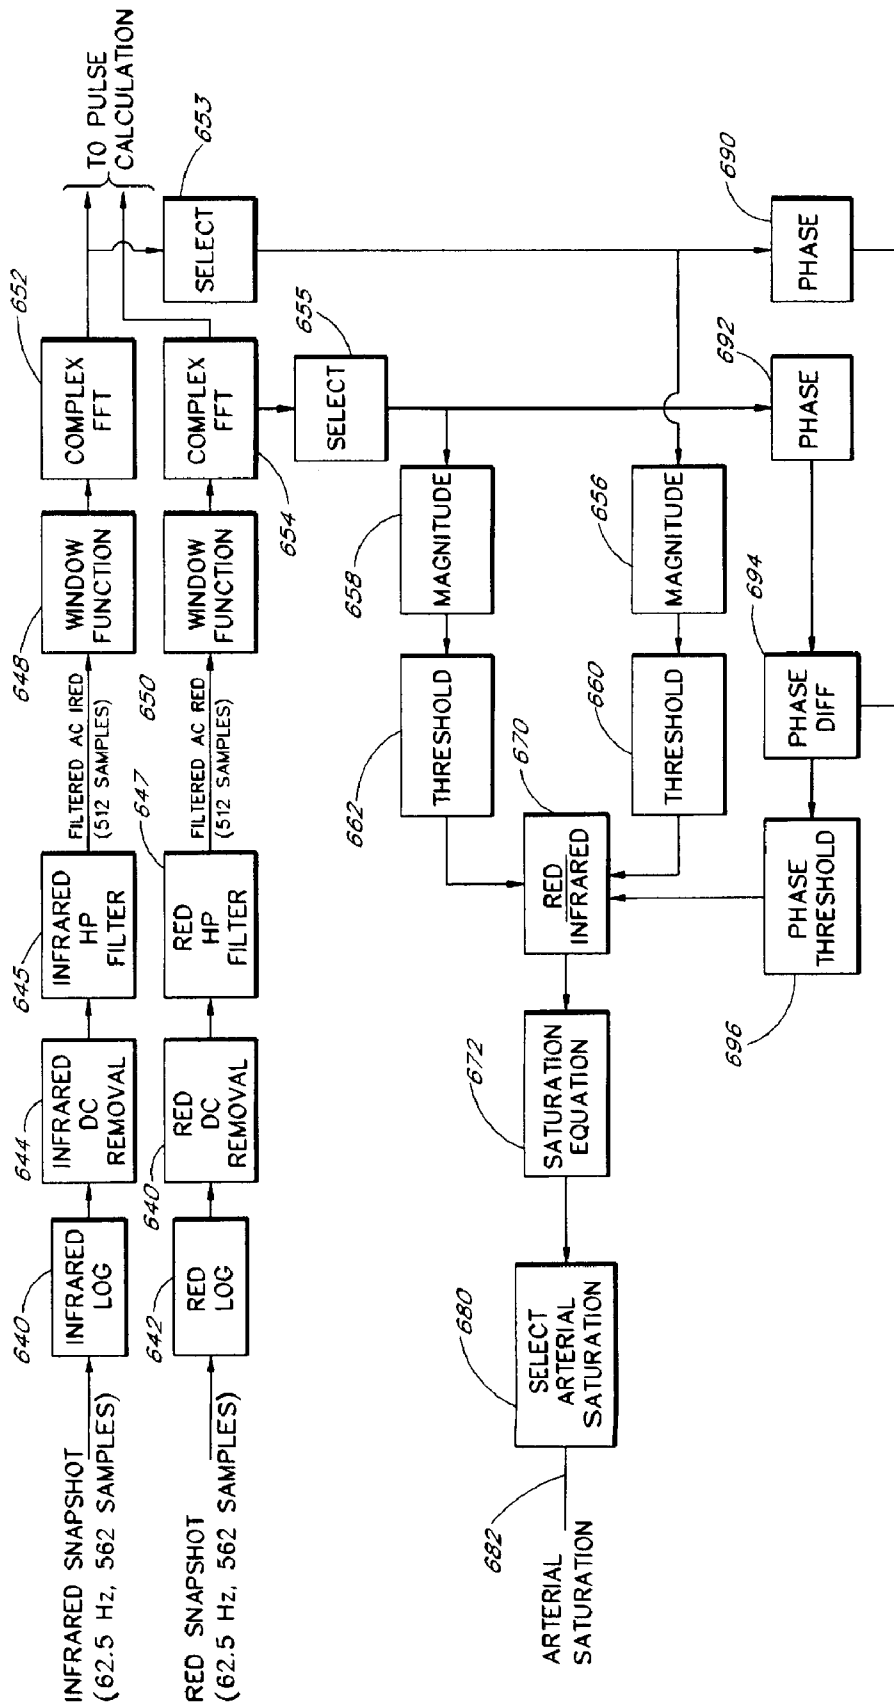 INFRARED SNAPSHOT
(62.5 Hz, 562 SAMPLES)
640
INFRARED
LOG
644
INFRARED
DC
REMOVAL
645
INFRARED
HP
FILTER
FILTERED AC IRED
(512 SAMPLES)
648
WINDOW
FUNCTION
652
COMPLEX
FFT
TO PULSE
CALCULATION
RED SNAPSHOT
(62.5 Hz, 562 SAMPLES)
642
RED
LOG
640
RED
DC
REMOVAL
647
RED
HP
FILTER
FILTERED AC RED
(512 SAMPLES)
650
WINDOW
FUNCTION
654
COMPLEX
FFT
653
SELECT
655
SELECT
662
THRESHOLD
658
MAGNITUDE
682
ARTERIAL
SATURATION
680
SELECT
ARTERIAL
SATURATION
672
SATURATION
EQUATION
670
RED
INFRARED
660
THRESHOLD
656
MAGNITUDE
696
PHASE
THRESHOLD
694
PHASE
DIFF
692
PHASE
690
PHASE